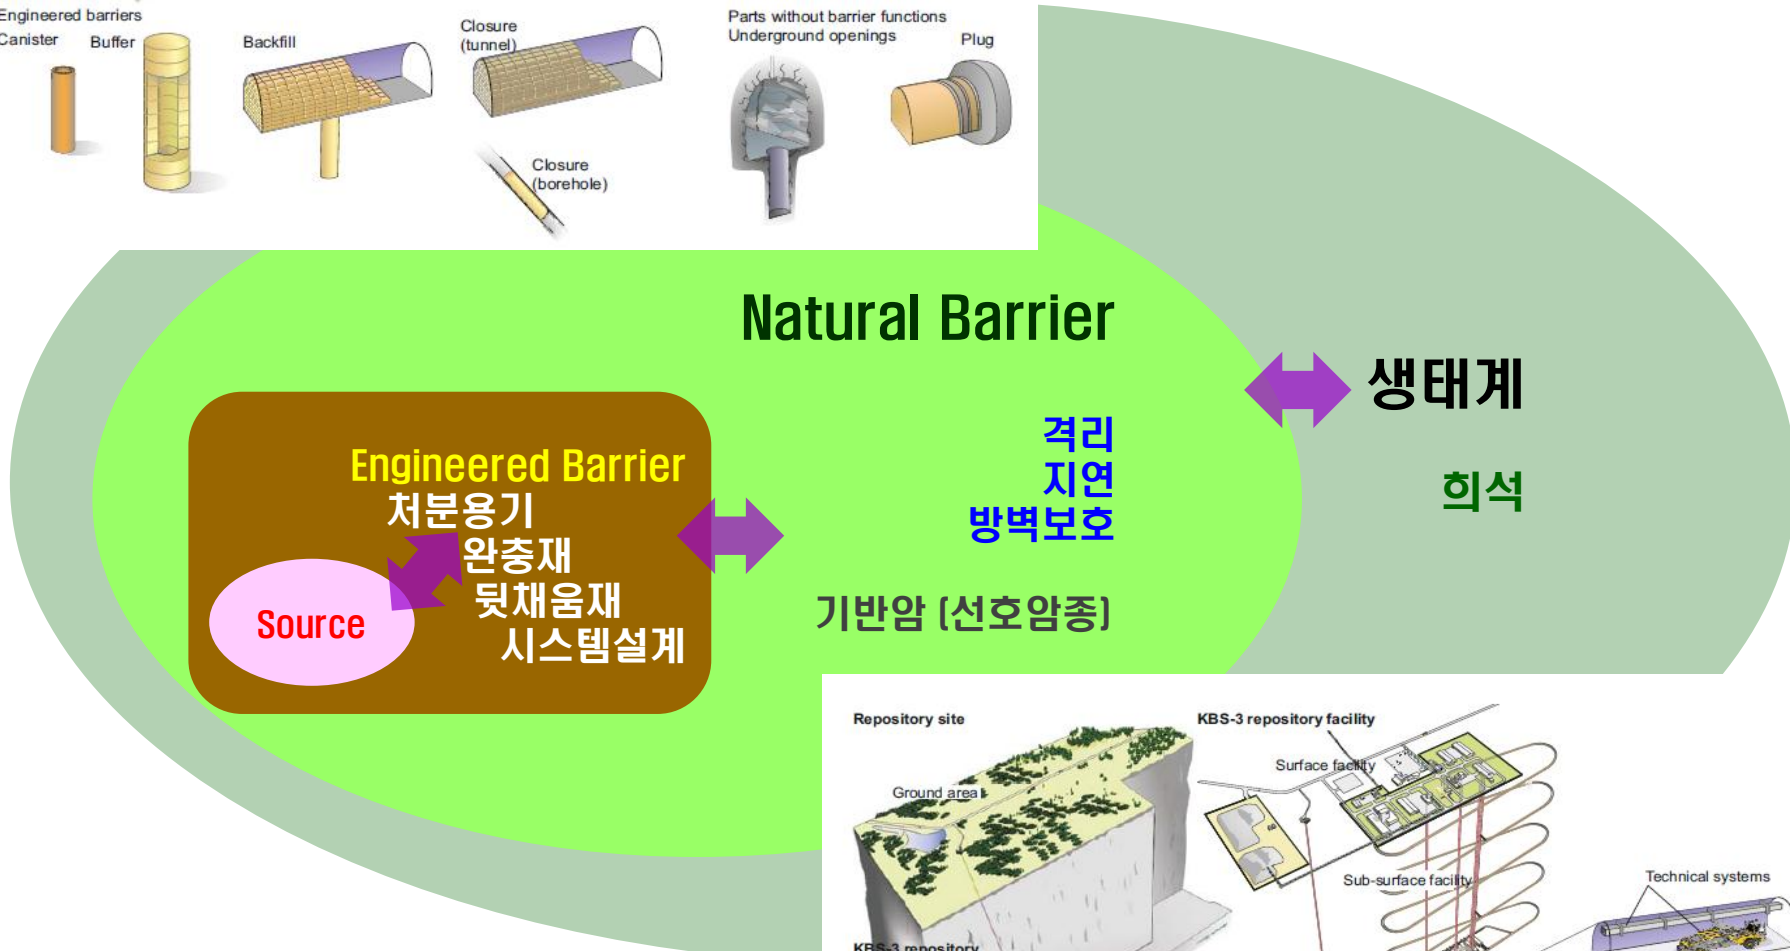 Engineered barriers
Canister
Buffer
Backfill
Closure
(tunnel)
Closure
(borehole)
Parts without barrier functions
Underground openings
Plug
Natural Barrier
생태계
격리
지연
방벽보호
희석
Engineered Barrier
처분용기
완충재
뒷채움재
시스템설계
Source
기반암 (선호암종)
Repository site
KBS-3 repository facility
Surface facility
Ground area
Sub-surface facility
Technical systems
KBS-3 repository